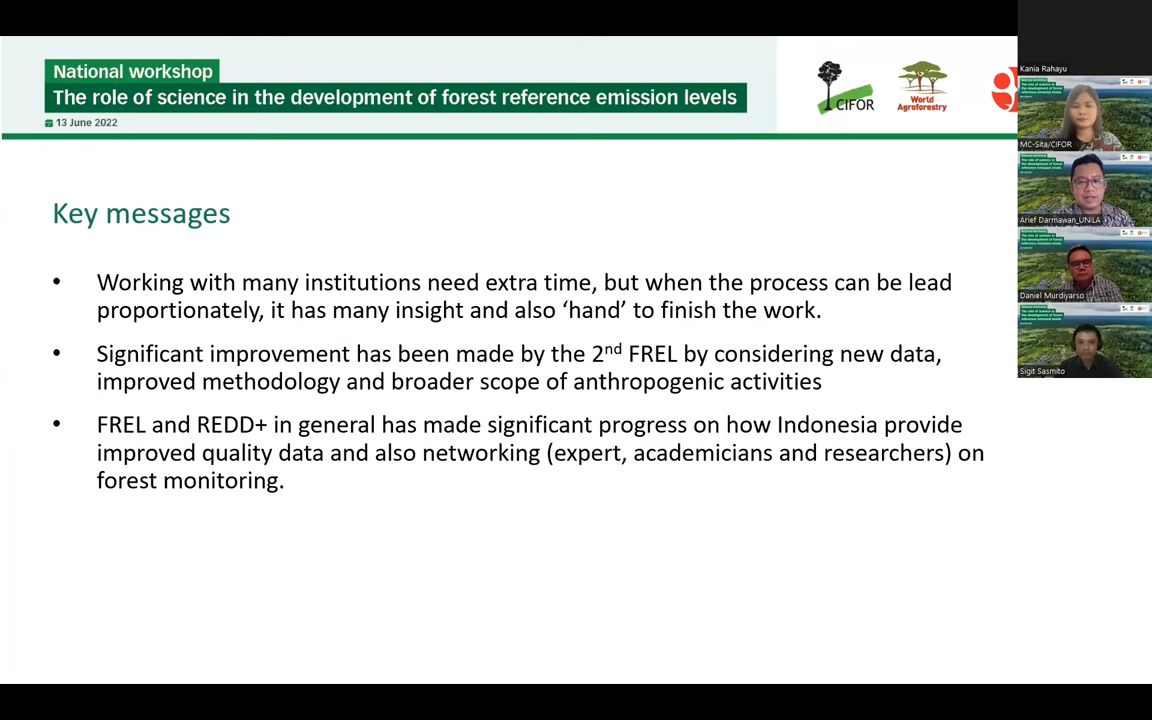 National workshop
The role of science in the development of forest reference emission levels
13 June 2022
CIFOR
World
Agroforestry
Key messages
• Working with many institutions need extra time, but when the process can be lead
proportionately, it has many insight and also ‘hand’ to finish the work.
• Significant improvement has been made by the 2nd FREL by considering new data,
improved methodology and broader scope of anthropogenic activities
• FREL and REDD+ in general has made significant progress on how Indonesia provide
improved quality data and also networking (expert, academicians and researchers) on
forest monitoring.
Kania Rahayu
MC-Sita/CIFOR
Arief Darmawan_UNILA
Daniel Murdiyarso
Sigit Sasmito